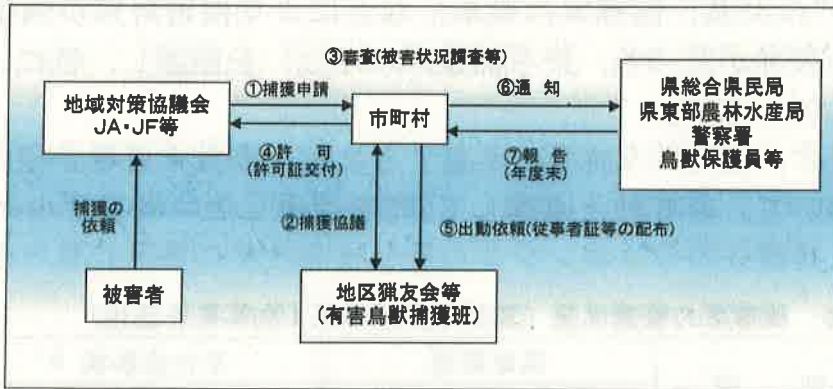 ③審査(被害状況調査等)
地域対策協議会
JA・JF等
①捕獲申請
④許 可
(許可証交付)
市町村
⑥通 知
⑦報 告
(年度末)
県総合県民局
県東部農林水産局
警察署
鳥獣保護員等
捕獲の
依頼
②捕獲協議
⑤出動依頼(従事者証等の配布)
被害者
地区猟友会等
(有害鳥獣捕獲班)